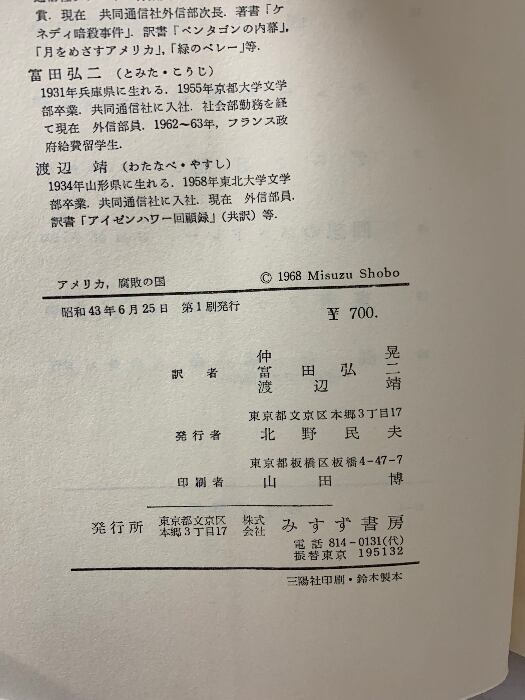 賞．現在　共同通信社外信部次長．著書「ケ
ネディ暗殺事件」．訳書「ペンタゴンの内幕」，
「月をめざすアメリカ」，「緑のベレー」等．
富田弘二（とみた・こうじ）
1931年兵庫県に生れる．1955年京都大学文学
部卒業．共同通信社に入社．社会部勤務を経
て現在　外信部員．1962〜63年，フランス政
府給費留学生．
渡辺　靖（わたなべ・やすし）
1934年山形県に生れる．1958年東北大学文学
部卒業．共同通信社に入社．現在　外信部員．
訳書「アイゼンハワー回顧録」（共訳）等．
アメリカ，腐敗の国　© 1968 Misuzu Shobo
昭和43年6月25日　第1刷発行
¥ 700.
仲　晃
訳者　富田弘二
渡辺靖
東京都文京区本郷3丁目17
発行者　北野民夫
東京都板橋区板橋4-47-7
印刷者　山田博
発行所　東京都文京区本郷3丁目17　株式会社　みすず書房
電話 814-0131(代)
振替東京 195132
三陽社印刷・鈴木製本